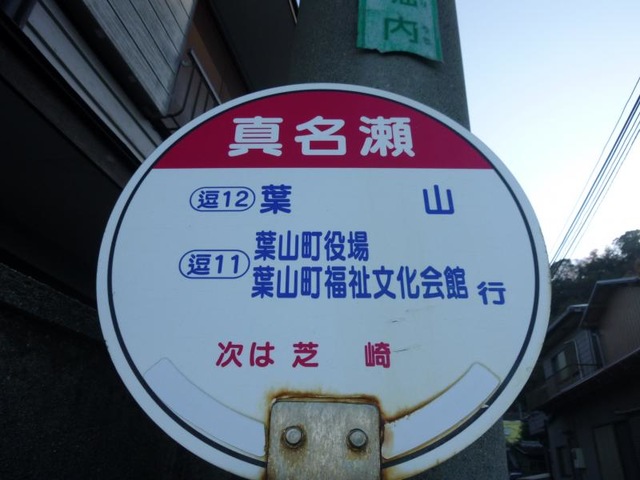 内
真名瀬
逗12 葉 山
逗11 葉山町役場
葉山町福祉文化会館 行
次は 芝 崎